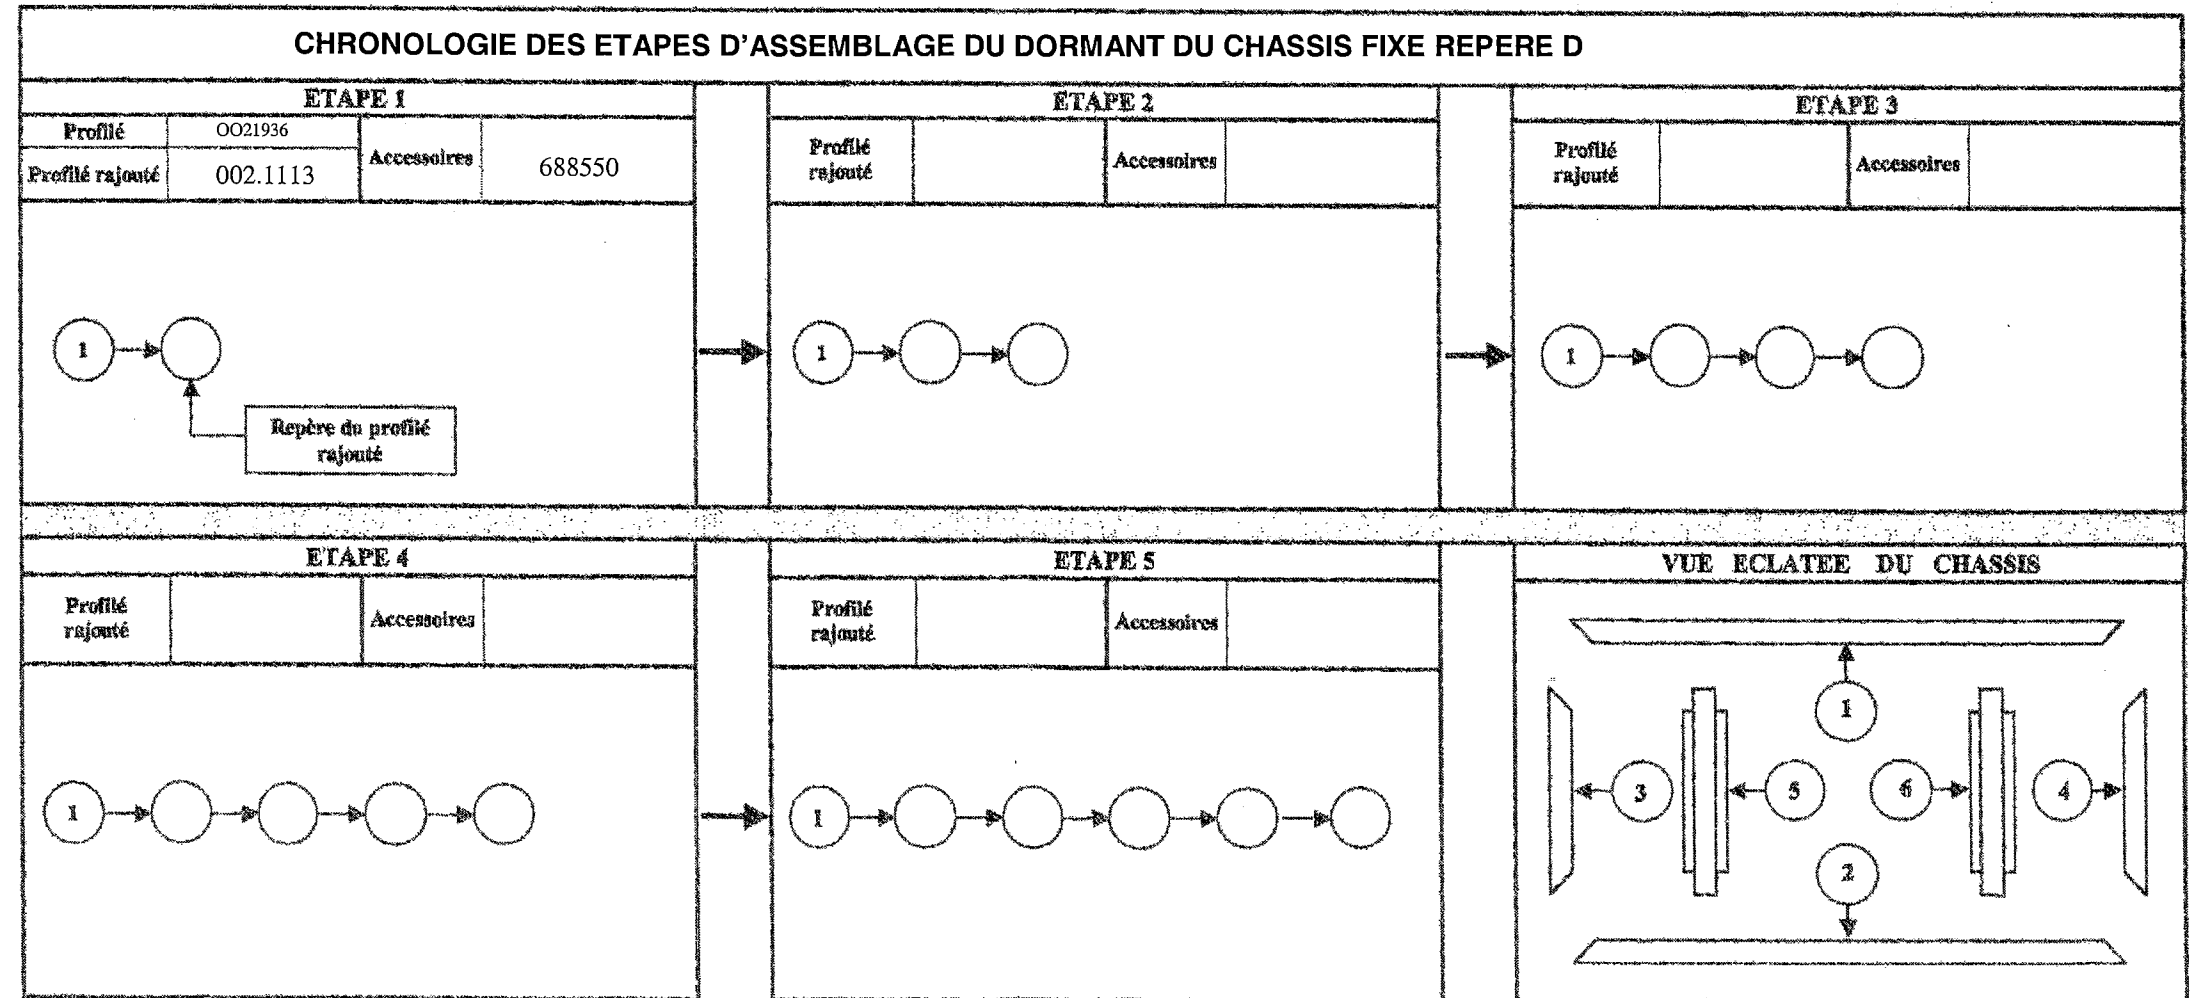 CHRONOLOGIE DES ETAPES D'ASSEMBLAGE DU DORMANT DU CHASSIS FIXE REPERE D
ETAPE 1
Profilé
OO21936
Profilé rajouté
002.1113
Accessoires
688550
1
Repère du profilé
rajouté
ETAPE 2
Profilé
rajouté
Accessoires
1
ETAPE 3
Profilé
rajouté
Accessoires
1
ETAPE 4
Profilé
rajouté
Accessoires
1
ETAPE 5
Profilé
rajouté
Accessoires
1
VUE ECLATEE DU CHASSIS
1
3
5
6
4
2